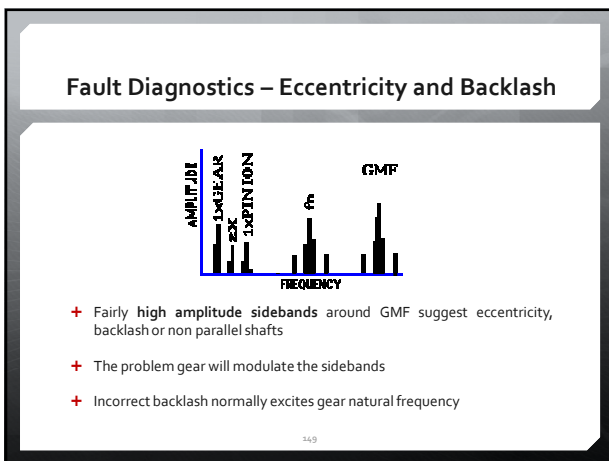 Fault Diagnostics – Eccentricity and Backlash
AMPLITUDE
1xGEAR
2X
1xPINION
fn
GMF
FREQUENCY
+ Fairly high amplitude sidebands around GMF suggest eccentricity,
backlash or non parallel shafts
+ The problem gear will modulate the sidebands
+ Incorrect backlash normally excites gear natural frequency
149